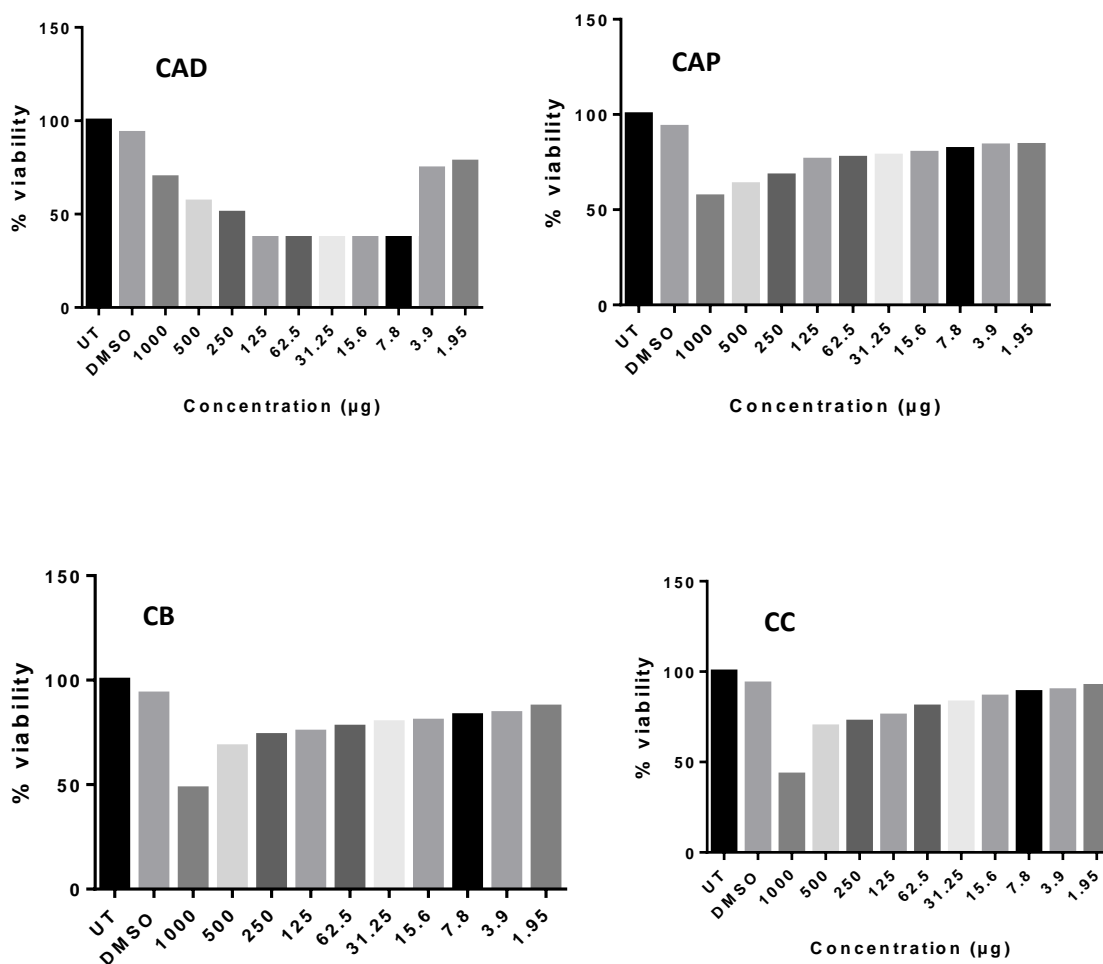 CAD
150
100
50
0
% viability
UT
DMSO
1000
500
250
125
62.5
31.25
15.6
7.8
3.9
1.95
Concentration (µg)
CAP
150
100
50
0
% viability
UT
DMSO
1000
500
250
125
62.5
31.25
15.6
7.8
3.9
1.95
Concentration (µg)
CB
150
100
50
0
% viability
UT
DMSO
1000
500
250
125
62.5
31.25
15.6
7.8
3.9
1.95
CC
150
100
50
0
% viability
UT
DMSO
1000
500
250
125
62.5
31.25
15.6
7.8
3.9
1.95
Concentration (µg)